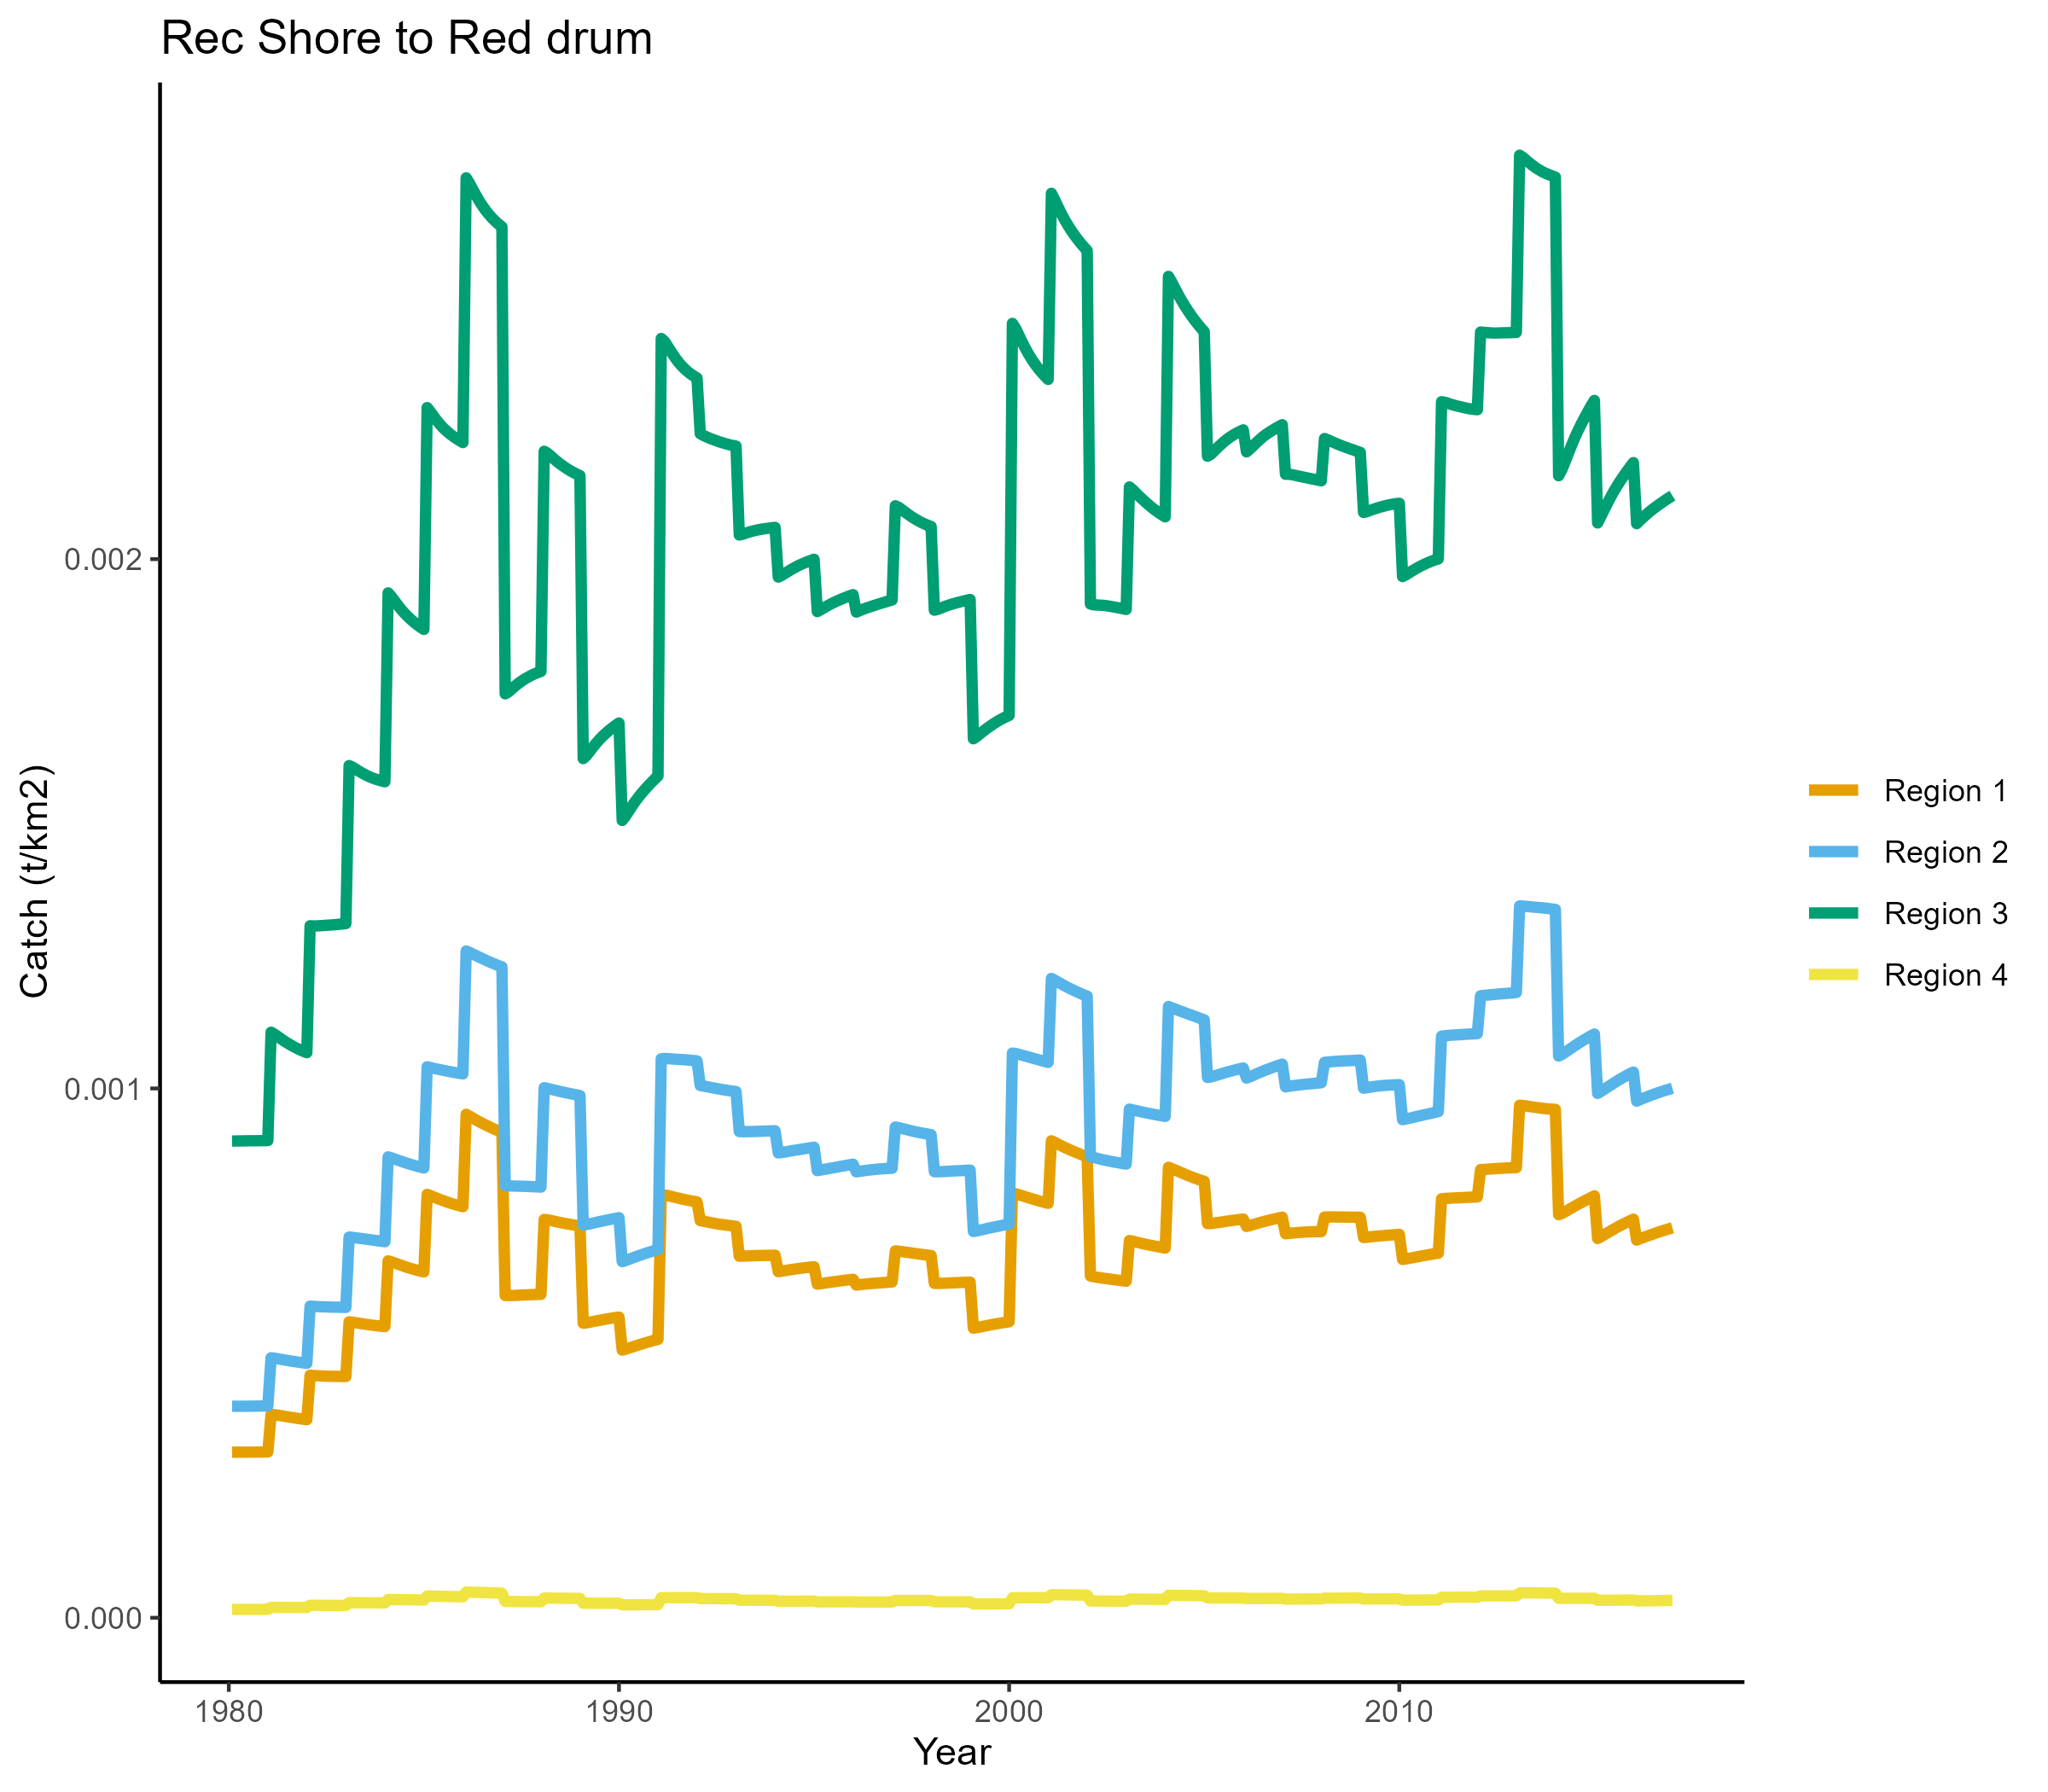 Rec Shore to Red drum
Catch (t/km2)
0.002
0.001
0.000
1980
1990
2000
2010
Year
Region 1
Region 2
Region 3
Region 4